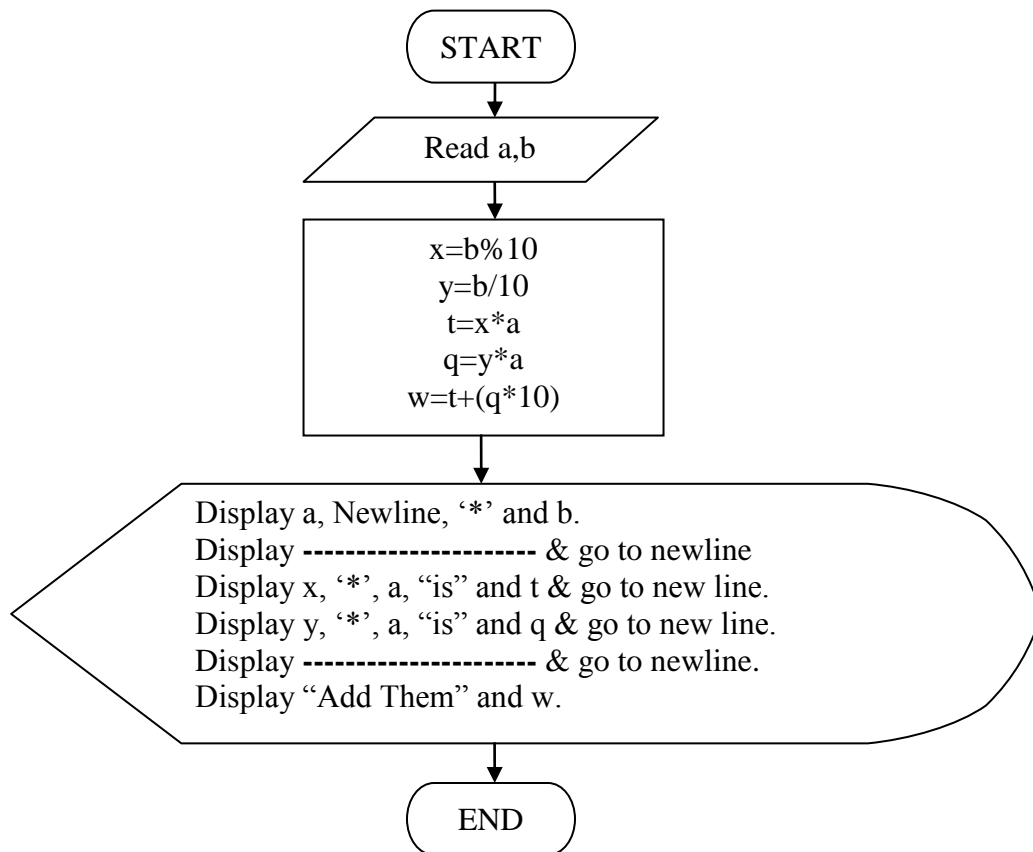 START
Read a,b
x=b%10
y=b/10
t=x*a
q=y*a
w=t+(q*10)
Display a, Newline, ‘*’ and b.
Display ---------------------- & go to newline
Display x, ‘*’, a, “is” and t & go to new line.
Display y, ‘*’, a, “is” and q & go to new line.
Display ---------------------- & go to newline.
Display “Add Them” and w.
END